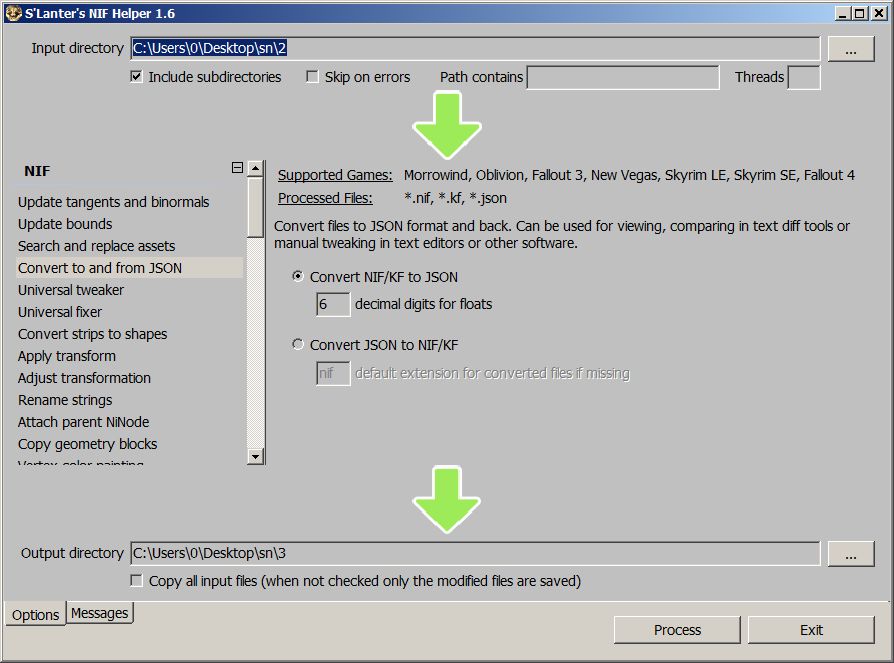 S'Lanter's NIF Helper 1.6
Input directory C:\Users\0\Desktop\sn\2 ...
Include subdirectories Skip on errors Path contains Threads
NIF
Update tangents and binormals
Update bounds
Search and replace assets
Convert to and from JSON
Universal tweaker
Universal fixer
Convert strips to shapes
Apply transform
Adjust transformation
Rename strings
Attach parent NiNode
Copy geometry blocks
Vertex color painting
Supported Games: Morrowind, Oblivion, Fallout 3, New Vegas, Skyrim LE, Skyrim SE, Fallout 4
Processed Files: *.nif, *.kf, *.json
Convert files to JSON format and back. Can be used for viewing, comparing in text diff tools or
manual tweaking in text editors or other software.
Convert NIF/KF to JSON
6 decimal digits for floats
Convert JSON to NIF/KF
nif default extension for converted files if missing
Output directory C:\Users\0\Desktop\sn\3 ...
Copy all input files (when not checked only the modified files are saved)
Options Messages
Process Exit